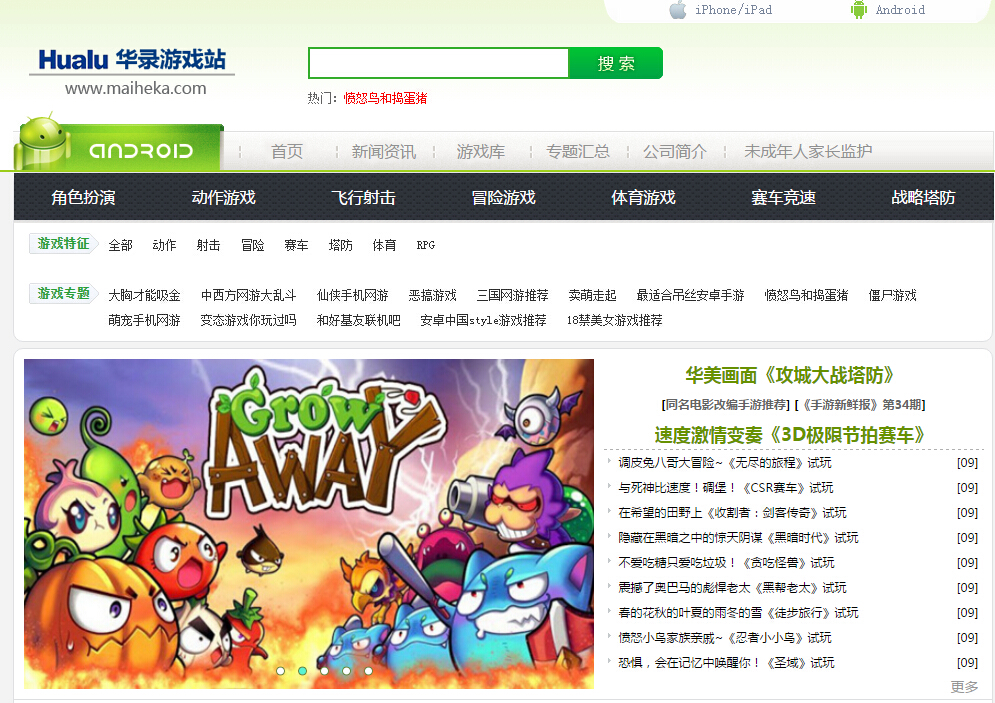 iPhone/iPad Android
Hualu 华录游戏站
www.maiheka.com
搜 索
热门：愤怒鸟和捣蛋猪
ANDROID
首页 新闻资讯 游戏库 专题汇总 公司简介 未成年人家长监护
角色扮演 动作游戏 飞行射击 冒险游戏 体育游戏 赛车竞速 战略塔防
游戏特征 全部 动作 射击 冒险 赛车 塔防 体育 RPG
游戏专题 大胸才能吸金 中西方网游大乱斗 仙侠手机网游 恶搞游戏 三国网游推荐 卖萌走起 最适合吊丝安卓手游 愤怒鸟和捣蛋猪 僵尸游戏
萌宠手机网游 变态游戏你玩过吗 和好基友联机吧 安卓中国style游戏推荐 18禁美女游戏推荐
Grow
AWAY
华美画面《攻城大战塔防》
[同名电影改编手游推荐] [《手游新鲜报》第34期]
速度激情变奏《3D极限节拍赛车》
调皮兔八哥大冒险~《无尽的旅程》试玩 [09]
与死神比速度！碉堡！《CSR赛车》试玩 [09]
在希望的田野上《收割者：剑客传奇》试玩 [09]
隐藏在黑暗之中的惊天阴谋《黑暗时代》试玩 [09]
不爱吃糖只爱吃垃圾！《贪吃怪兽》试玩 [09]
震撼了奥巴马的彪悍老太《黑帮老太》试玩 [09]
春的花秋的叶夏的雨冬的雪《徒步旅行》试玩 [09]
愤怒小鸟家族亲戚~《忍者小小鸟》试玩 [09]
恐惧，会在记忆中唤醒你！《圣域》试玩 [09]
更多